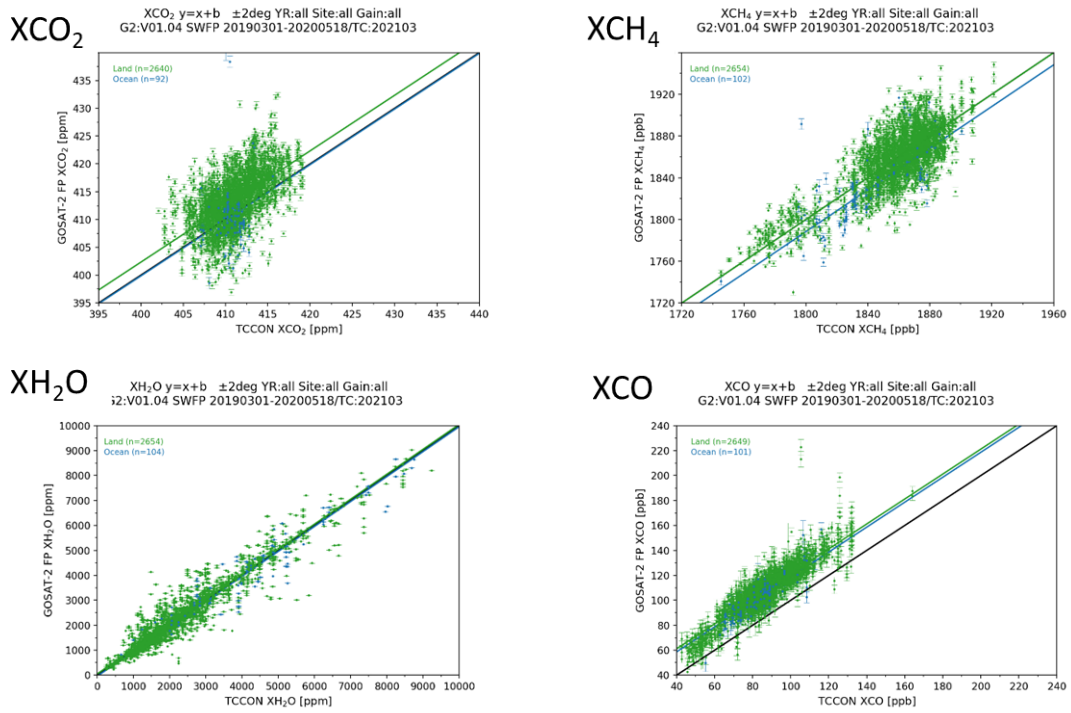 XCO₂
XCO₂ y=x+b ±2deg YR:all Site:all Gain:all
G2:V01.04 SWFP 20190301-20200518/TC:202103
Land (n=2640)
Ocean (n=92)
GOSAT-2 FP XCO₂ [ppm]
435
430
425
420
415
410
405
400
395
395 400 405 410 415 420 425 430 435 440
TCCON XCO₂ [ppm]
XCH₄
XCH₄ y=x+b ±2deg YR:all Site:all Gain:all
G2:V01.04 SWFP 20190301-20200518/TC:202103
Land (n=2654)
Ocean (n=102)
GOSAT-2 FP XCH₄ [ppb]
1920
1880
1840
1800
1760
1720
1720 1760 1800 1840 1880 1920 1960
TCCON XCH₄ [ppb]
XH₂O
XH₂O y=x+b ±2deg YR:all Site:all Gain:all
G2:V01.04 SWFP 20190301-20200518/TC:202103
Land (n=2654)
Ocean (n=104)
GOSAT-2 FP XH₂O [ppm]
10000
9000
8000
7000
6000
5000
4000
3000
2000
1000
0
0 1000 2000 3000 4000 5000 6000 7000 8000 9000 10000
TCCON XH₂O [ppm]
XCO
XCO y=x+b ±2deg YR:all Site:all Gain:all
G2:V01.04 SWFP 20190301-20200518/TC:202103
Land (n=2649)
Ocean (n=101)
GOSAT-2 FP XCO [ppb]
240
220
200
180
160
140
120
100
80
60
40
40 60 80 100 120 140 160 180 200 220 240
TCCON XCO [ppb]